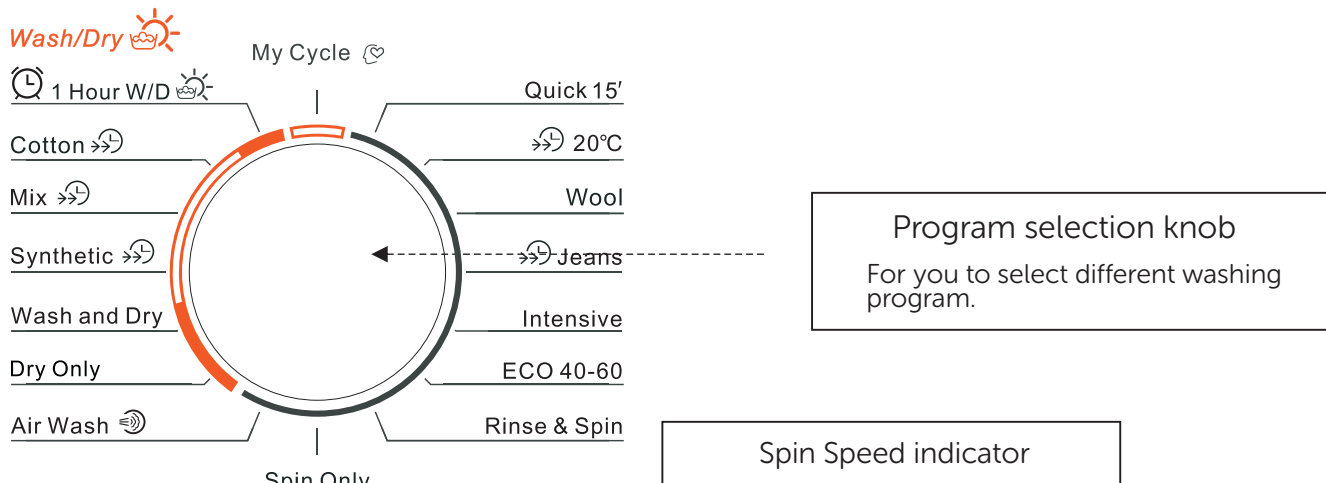 Wash/Dry
My Cycle
1 Hour W/D
Quick 15′
Cotton
20℃
Mix
Wool
Synthetic
Jeans
Wash and Dry
Intensive
Dry Only
ECO 40-60
Air Wash
Rinse & Spin
Spin Only
Program selection knob
For you to select different washing
program.
Spin Speed indicator